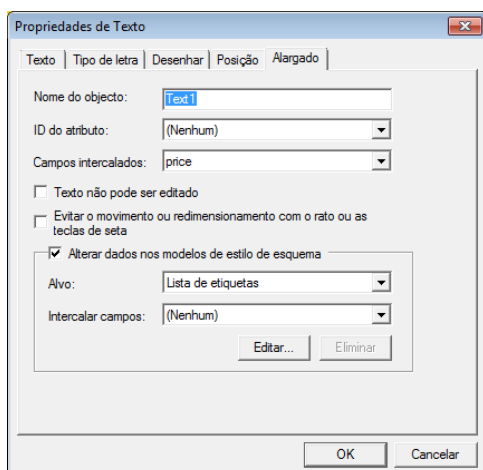 Propriedades de Texto
Texto Tipo de letra Desenhar Posição Alargado
Nome do objecto: Text1
ID do atributo: (Nenhum)
Campos intercalados: price
Texto não pode ser editado
Evitar o movimento ou redimensionamento com o rato ou as
teclas de seta
Alterar dados nos modelos de estilo de esquema
Alvo: Lista de etiquetas
Intercalar campos: (Nenhum)
Editar... Eliminar
OK Cancelar